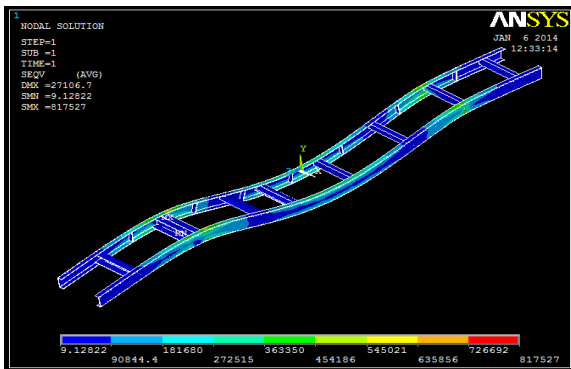 1
NODAL SOLUTION
STEP=1
SUB =1
TIME=1
SEQV (AVG)
DMX =27106.7
SMN =9.12822
SMX =817527
ANSYS
JAN 6 2014
12:33:14
Y
X
MX
MN
9.12822 181680 363350 545021 726692
90844.4 272515 454186 635856 817527